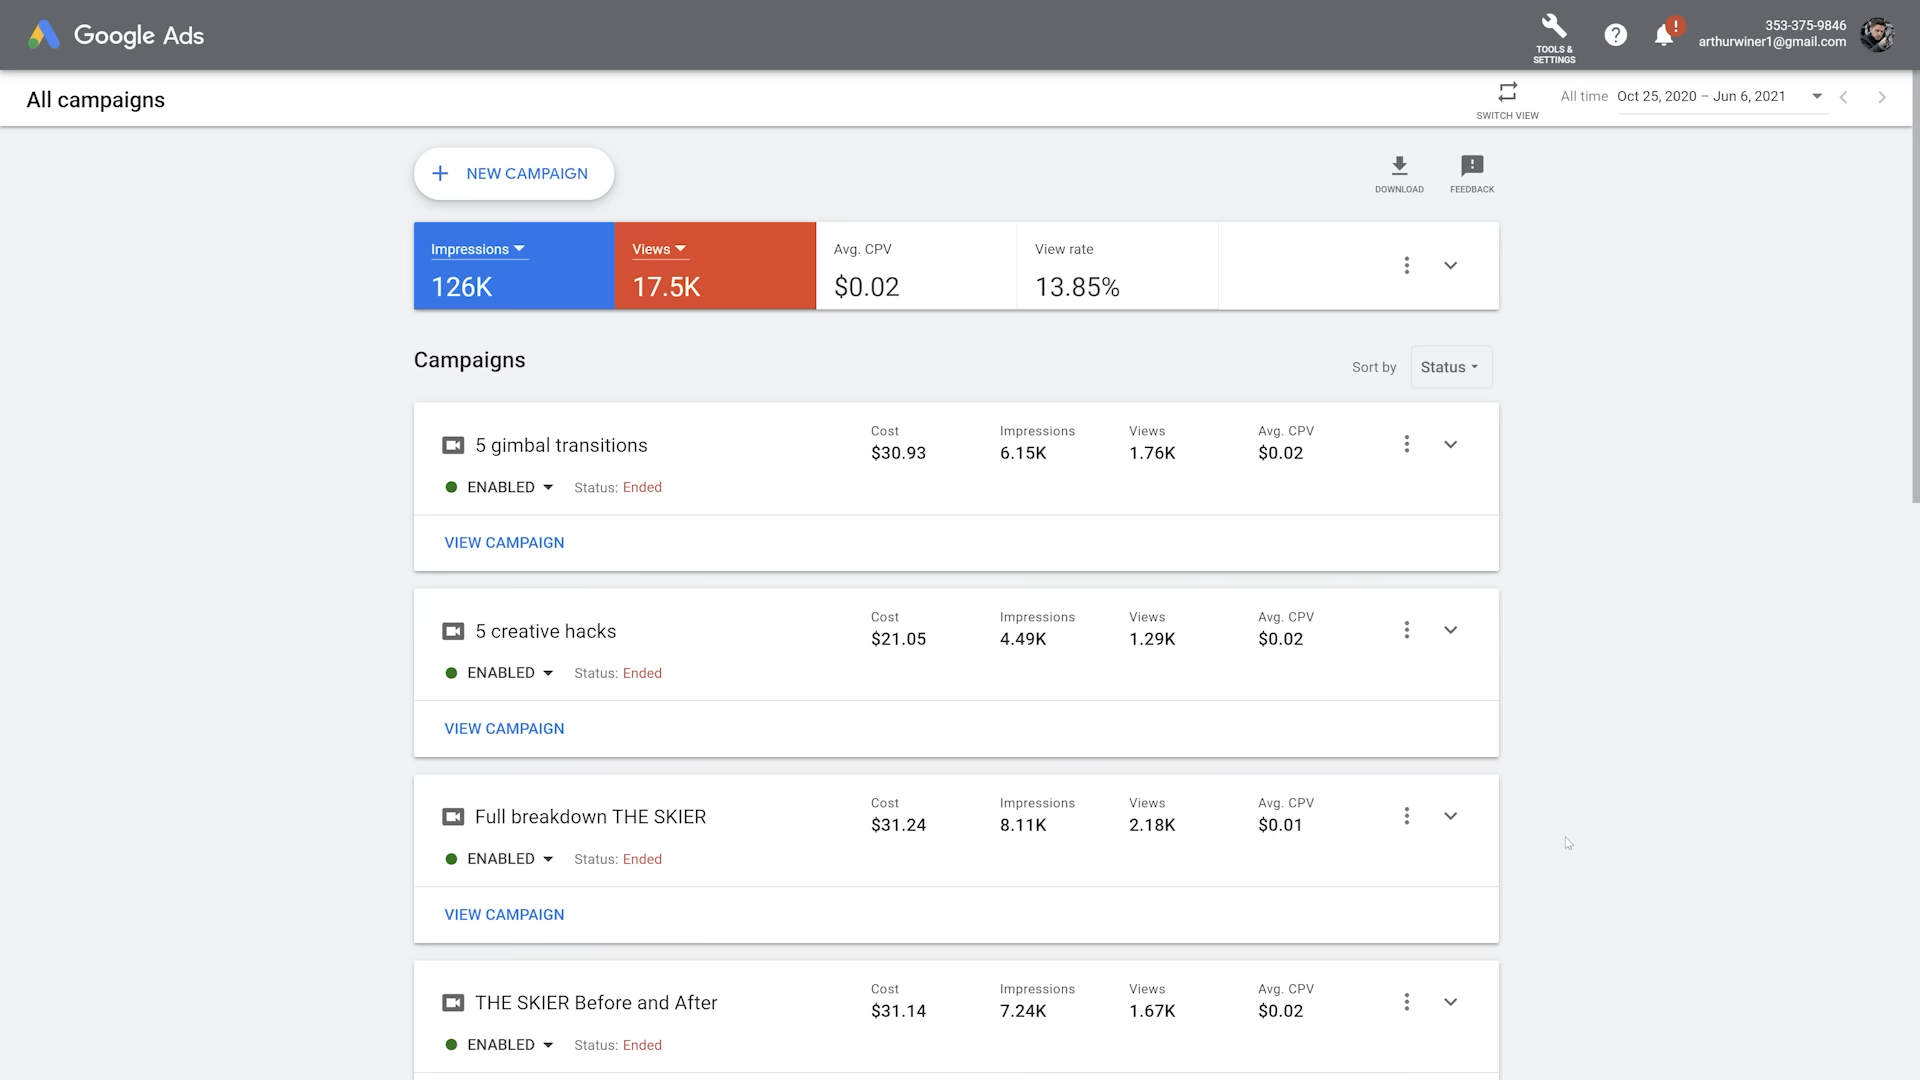 Google Ads
TOOLS & SETTINGS
?
!
353-375-9846
arthurwiner1@gmail.com
All campaigns
SWITCH VIEW
All time Oct 25, 2020 – Jun 6, 2021
+ NEW CAMPAIGN
DOWNLOAD
FEEDBACK
Impressions
126K
Views
17.5K
Avg. CPV
$0.02
View rate
13.85%
Campaigns
Sort by Status
5 gimbal transitions
Cost
$30.93
Impressions
6.15K
Views
1.76K
Avg. CPV
$0.02
ENABLED Status: Ended
VIEW CAMPAIGN
5 creative hacks
Cost
$21.05
Impressions
4.49K
Views
1.29K
Avg. CPV
$0.02
ENABLED Status: Ended
VIEW CAMPAIGN
Full breakdown THE SKIER
Cost
$31.24
Impressions
8.11K
Views
2.18K
Avg. CPV
$0.01
ENABLED Status: Ended
VIEW CAMPAIGN
THE SKIER Before and After
Cost
$31.14
Impressions
7.24K
Views
1.67K
Avg. CPV
$0.02
ENABLED Status: Ended